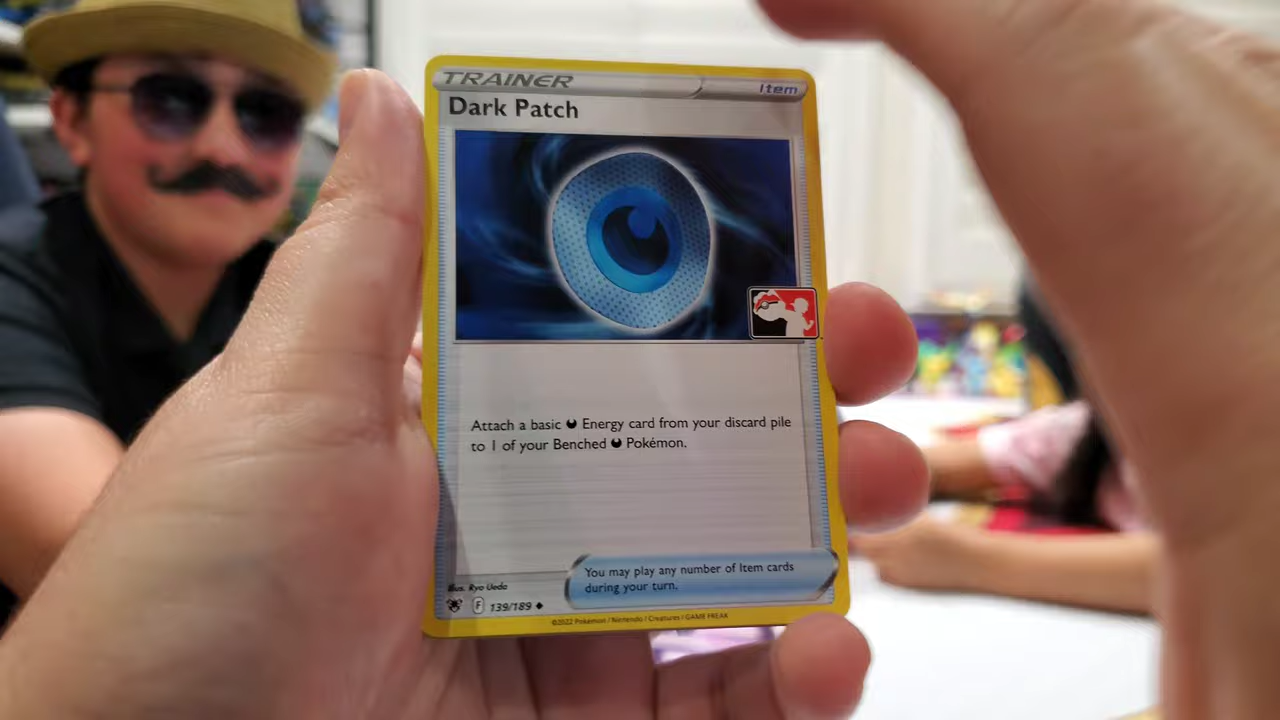 TRAINER
Item
Dark Patch
Attach a basic Energy card from your discard pile
to 1 of your Benched Pokémon.
You may play any number of Item cards
during your turn.
Illus. Ryo Ueda
F 139/189
©2022 Pokémon / Nintendo / Creatures / GAME FREAK